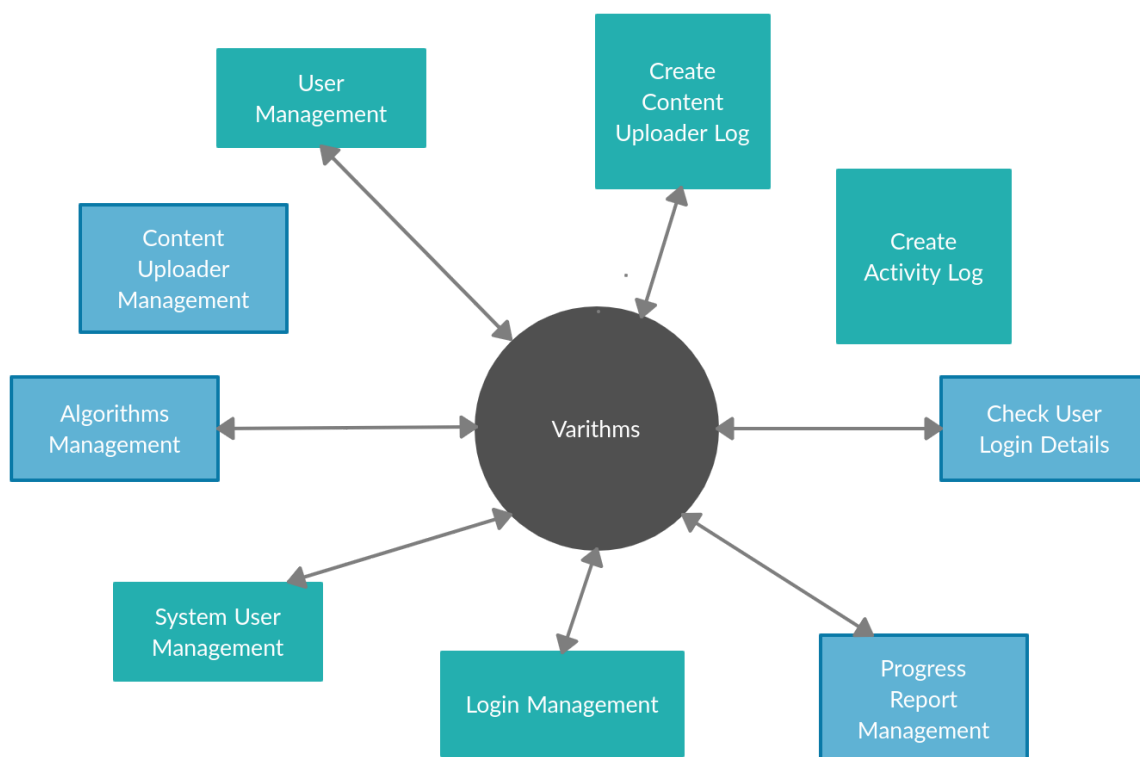 User
Management
Create
Content
Uploader Log
Content
Uploader
Management
Create
Activity Log
Algorithms
Management
Varithms
Check User
Login Details
System User
Management
Login Management
Progress
Report
Management